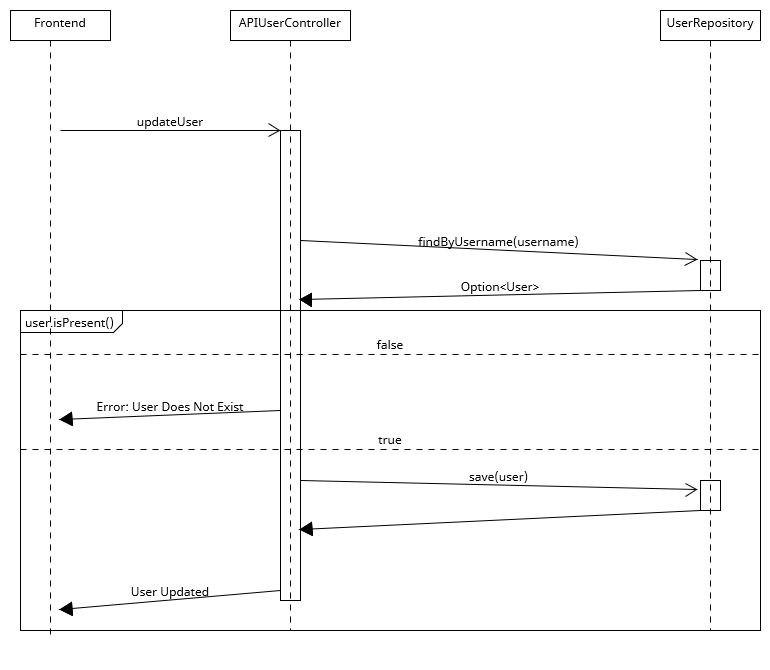 Frontend
APIUserController
UserRepository
updateUser
findByUsername(username)
Option<User>
user.isPresent()
false
Error: User Does Not Exist
true
save(user)
User Updated